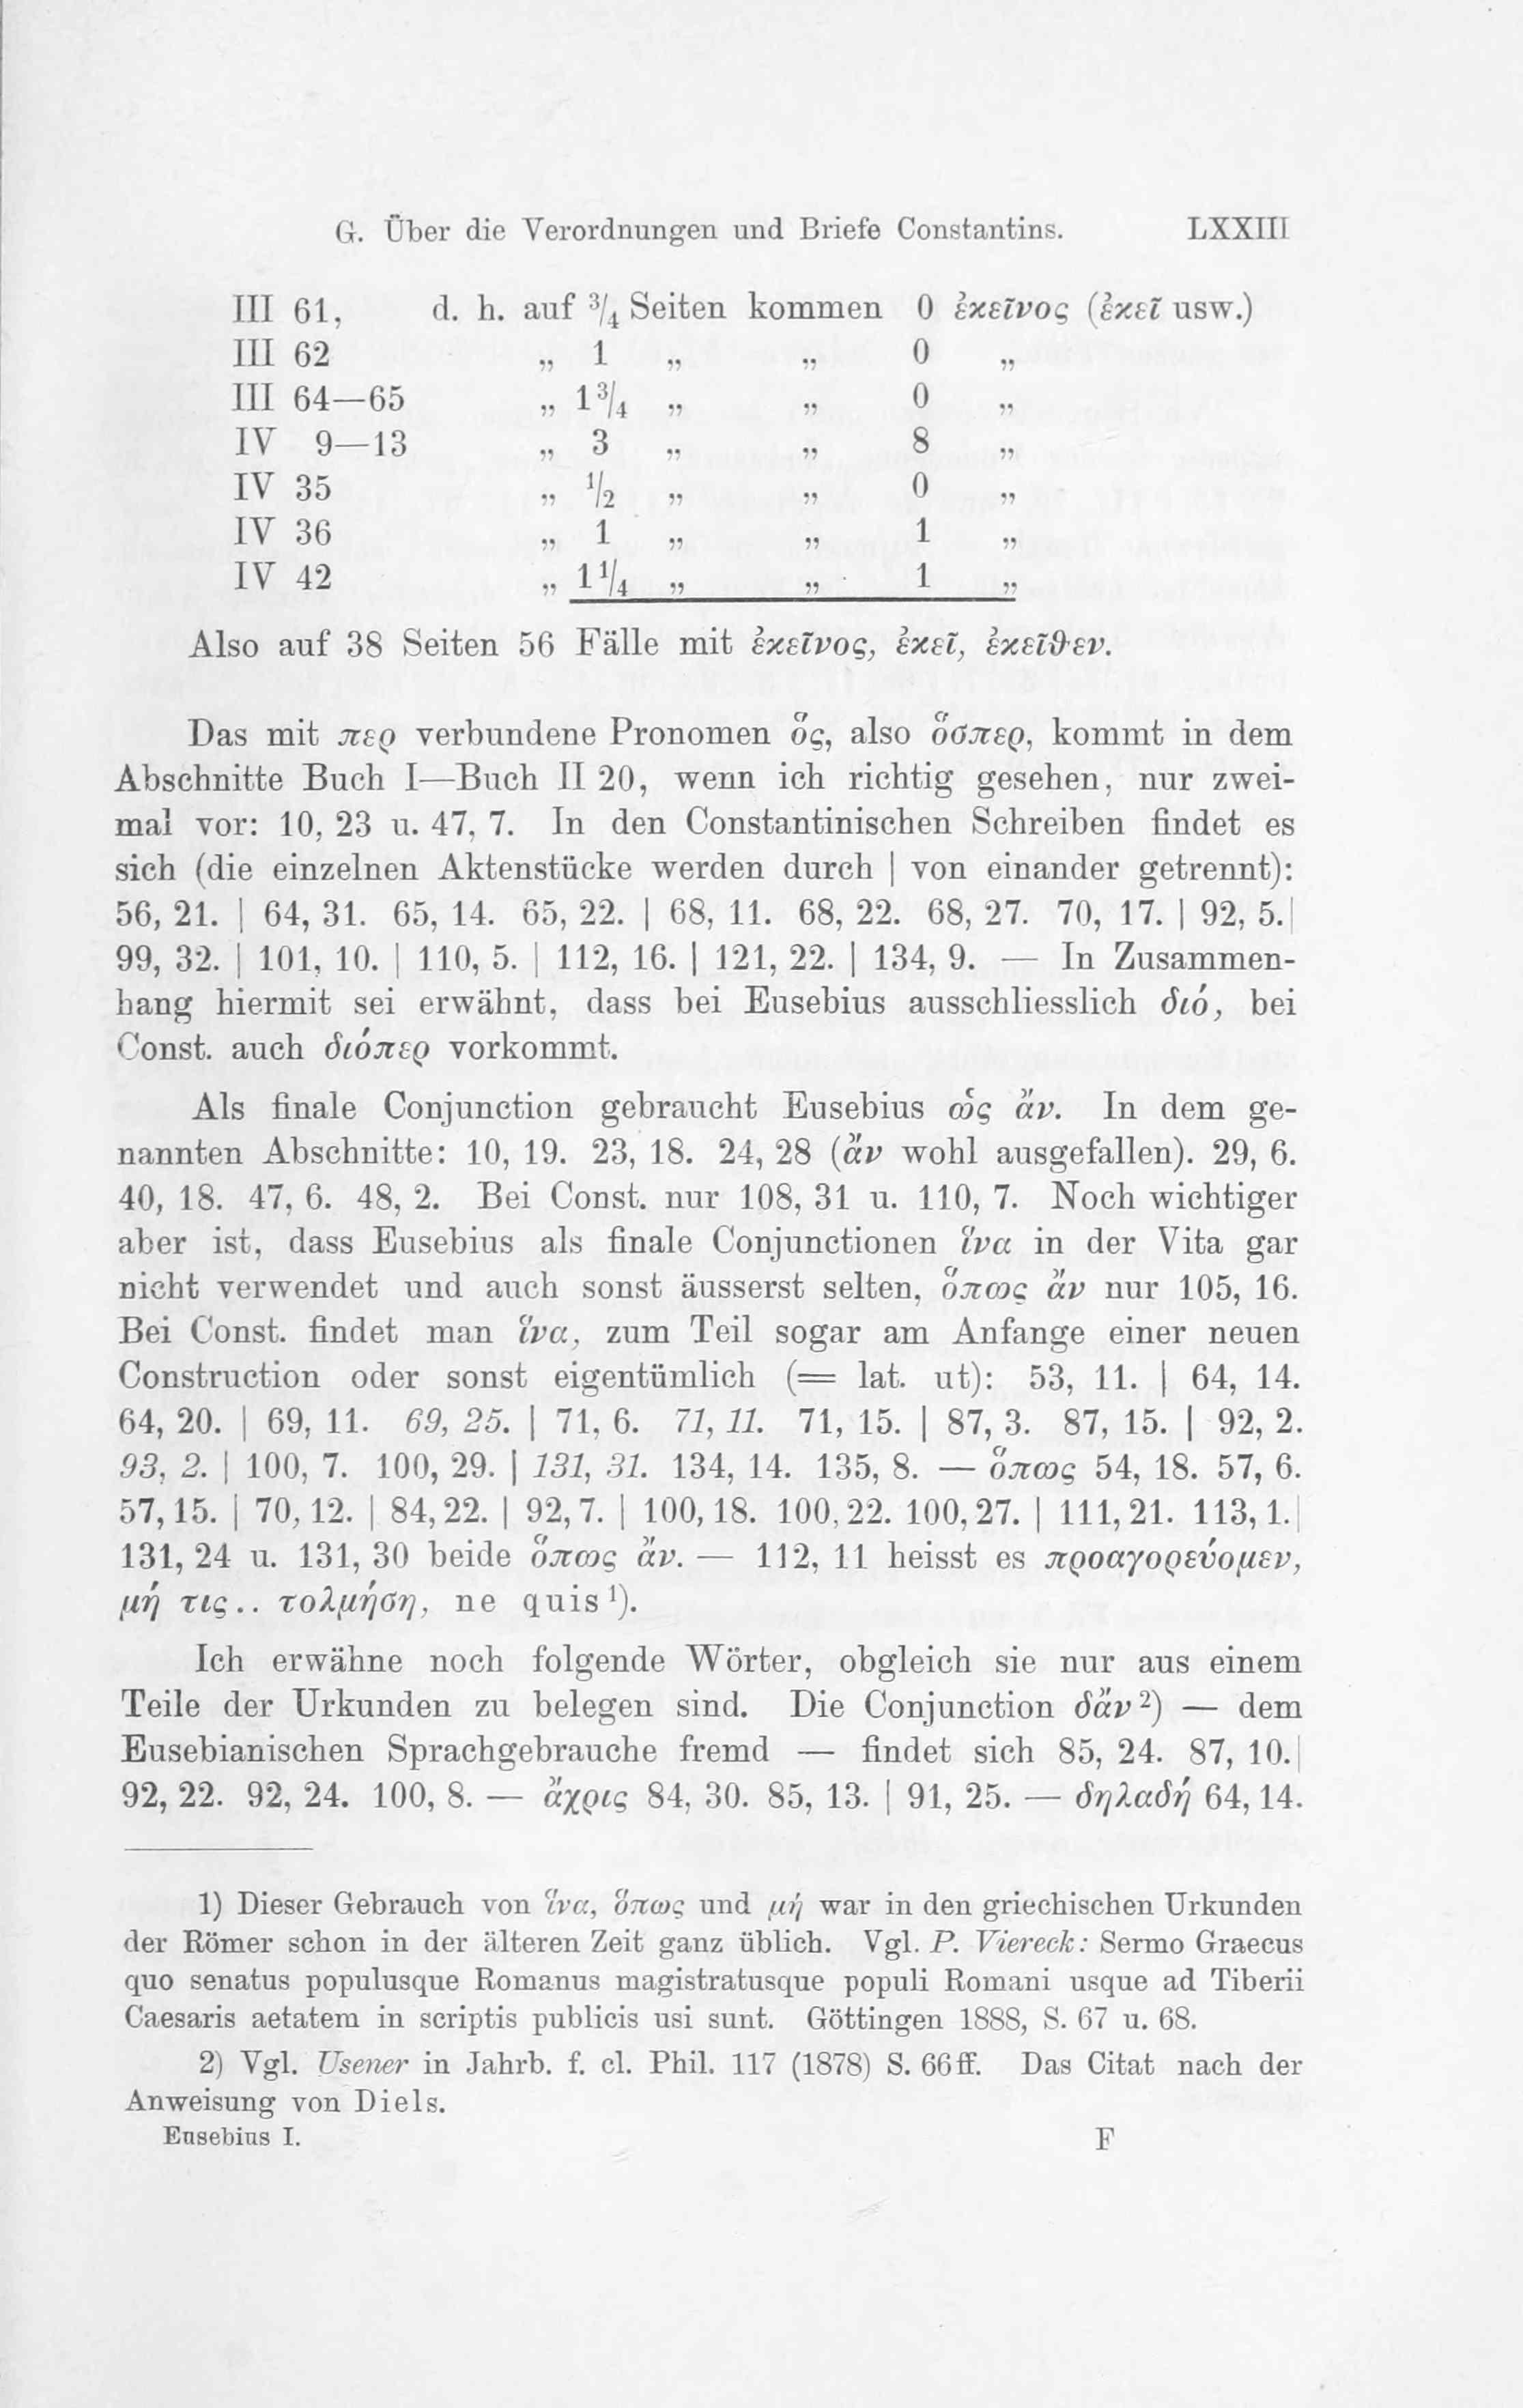 G. Über die Verordnungen und Briefe Constantins. LXXIII
III 61, d. h. auf ³/₄ Seiten kommen 0 ἐκεῖνος (ἐκεῖ usw.)
III 62 „ 1 „ „ 0 „
III 64—65 „ 1³/₄ „ „ 0 „
IV 9—13 „ 3 „ „ 8 „
IV 35 „ ¹/₂ „ „ 0 „
IV 36 „ 1 „ „ 1 „
IV 42 „ 1¹/₄ „ „ 1 „
Also auf 38 Seiten 56 Fälle mit ἐκεῖνος, ἐκεῖ, ἐκεῖθεν.
Das mit περ verbundene Pronomen ὅς, also ὅσπερ, kommt in dem
Abschnitte Buch I—Buch II 20, wenn ich richtig gesehen, nur zwei-
mal vor: 10, 23 u. 47, 7. In den Constantinischen Schreiben findet es
sich (die einzelnen Aktenstücke werden durch | von einander getrennt):
56, 21. | 64, 31. 65, 14. 65, 22. | 68, 11. 68, 22. 68, 27. 70, 17. | 92, 5. |
99, 32. | 101, 10. | 110, 5. | 112, 16. | 121, 22. | 134, 9. — In Zusammen-
hang hiermit sei erwähnt, dass bei Eusebius ausschliesslich διό, bei
Const. auch διόπερ vorkommt.
Als finale Conjunction gebraucht Eusebius ὡς ἄν. In dem ge-
nannten Abschnitte: 10, 19. 23, 18. 24, 28 (ἄν wohl ausgefallen). 29, 6.
40, 18. 47, 6. 48, 2. Bei Const. nur 108, 31 u. 110, 7. Noch wichtiger
aber ist, dass Eusebius als finale Conjunctionen ἵνα in der Vita gar
nicht verwendet und auch sonst äusserst selten, ὅπως ἄν nur 105, 16.
Bei Const. findet man ἵνα, zum Teil sogar am Anfange einer neuen
Construction oder sonst eigentümlich (= lat. ut): 53, 11. | 64, 14.
64, 20. | 69, 11. 69, 25. | 71, 6. 71, 11. 71, 15. | 87, 3. 87, 15. | 92, 2.
93, 2. | 100, 7. 100, 29. | 131, 31. 134, 14. 135, 8. — ὅπως 54, 18. 57, 6.
57, 15. | 70, 12. | 84, 22. | 92, 7. | 100, 18. 100, 22. 100, 27. | 111, 21. 113, 1. |
131, 24 u. 131, 30 beide ὅπως ἄν. — 112, 11 heisst es προαγορεύομεν,
μή τις.. τολμήσῃ, ne quis ¹).
Ich erwähne noch folgende Wörter, obgleich sie nur aus einem
Teile der Urkunden zu belegen sind. Die Conjunction δἄν ²) — dem
Eusebianischen Sprachgebrauche fremd — findet sich 85, 24. 87, 10. |
92, 22. 92, 24. 100, 8. — ἄχρις 84, 30. 85, 13. | 91, 25. — δηλαδή 64, 14.
1) Dieser Gebrauch von ἵνα, ὅπως und μή war in den griechischen Urkunden
der Römer schon in der älteren Zeit ganz üblich. Vgl. P. Viereck: Sermo Graecus
quo senatus populusque Romanus magistratusque populi Romani usque ad Tiberii
Caesaris aetatem in scriptis publicis usi sunt. Göttingen 1888, S. 67 u. 68.
2) Vgl. Usener in Jahrb. f. cl. Phil. 117 (1878) S. 66 ff. Das Citat nach der
Anweisung von Diels.
Eusebius I. F